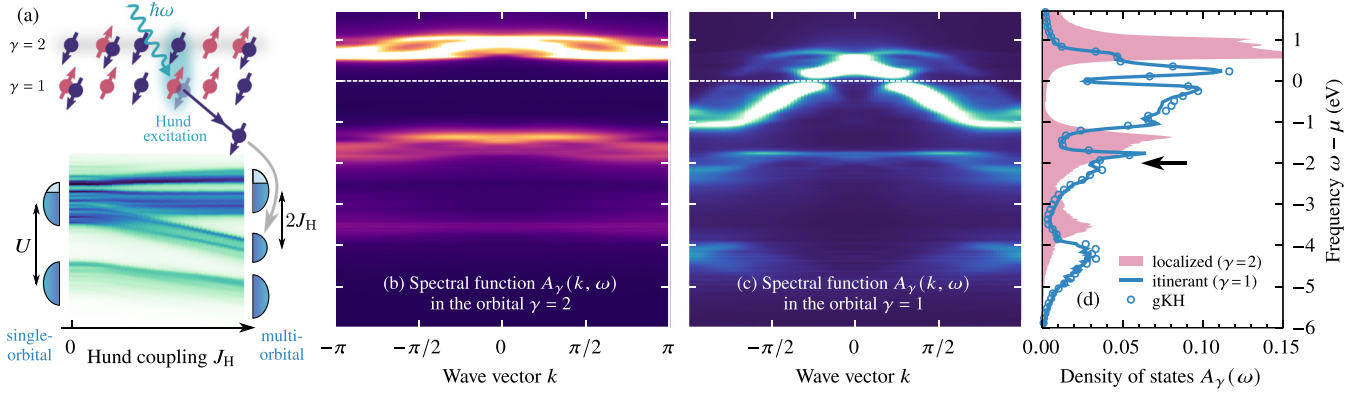 (a)
ħω
γ = 2
γ = 1
Hund
excitation
U
2J_H
single-
orbital
0
multi-
orbital
Hund coupling J_H
(b) Spectral function A_γ(k, ω)
in the orbital γ = 2
−π
−π/2
0
π/2
π
Wave vector k
(c) Spectral function A_γ(k, ω)
in the orbital γ = 1
−π/2
0
π/2
π
Wave vector k
1
0
−1
−2
−3
−4
−5
−6
Frequency ω − μ (eV)
localized (γ=2)
itinerant (γ=1)
(d)
gKH
0.00
0.05
0.10
0.15
Density of states A_γ(ω)